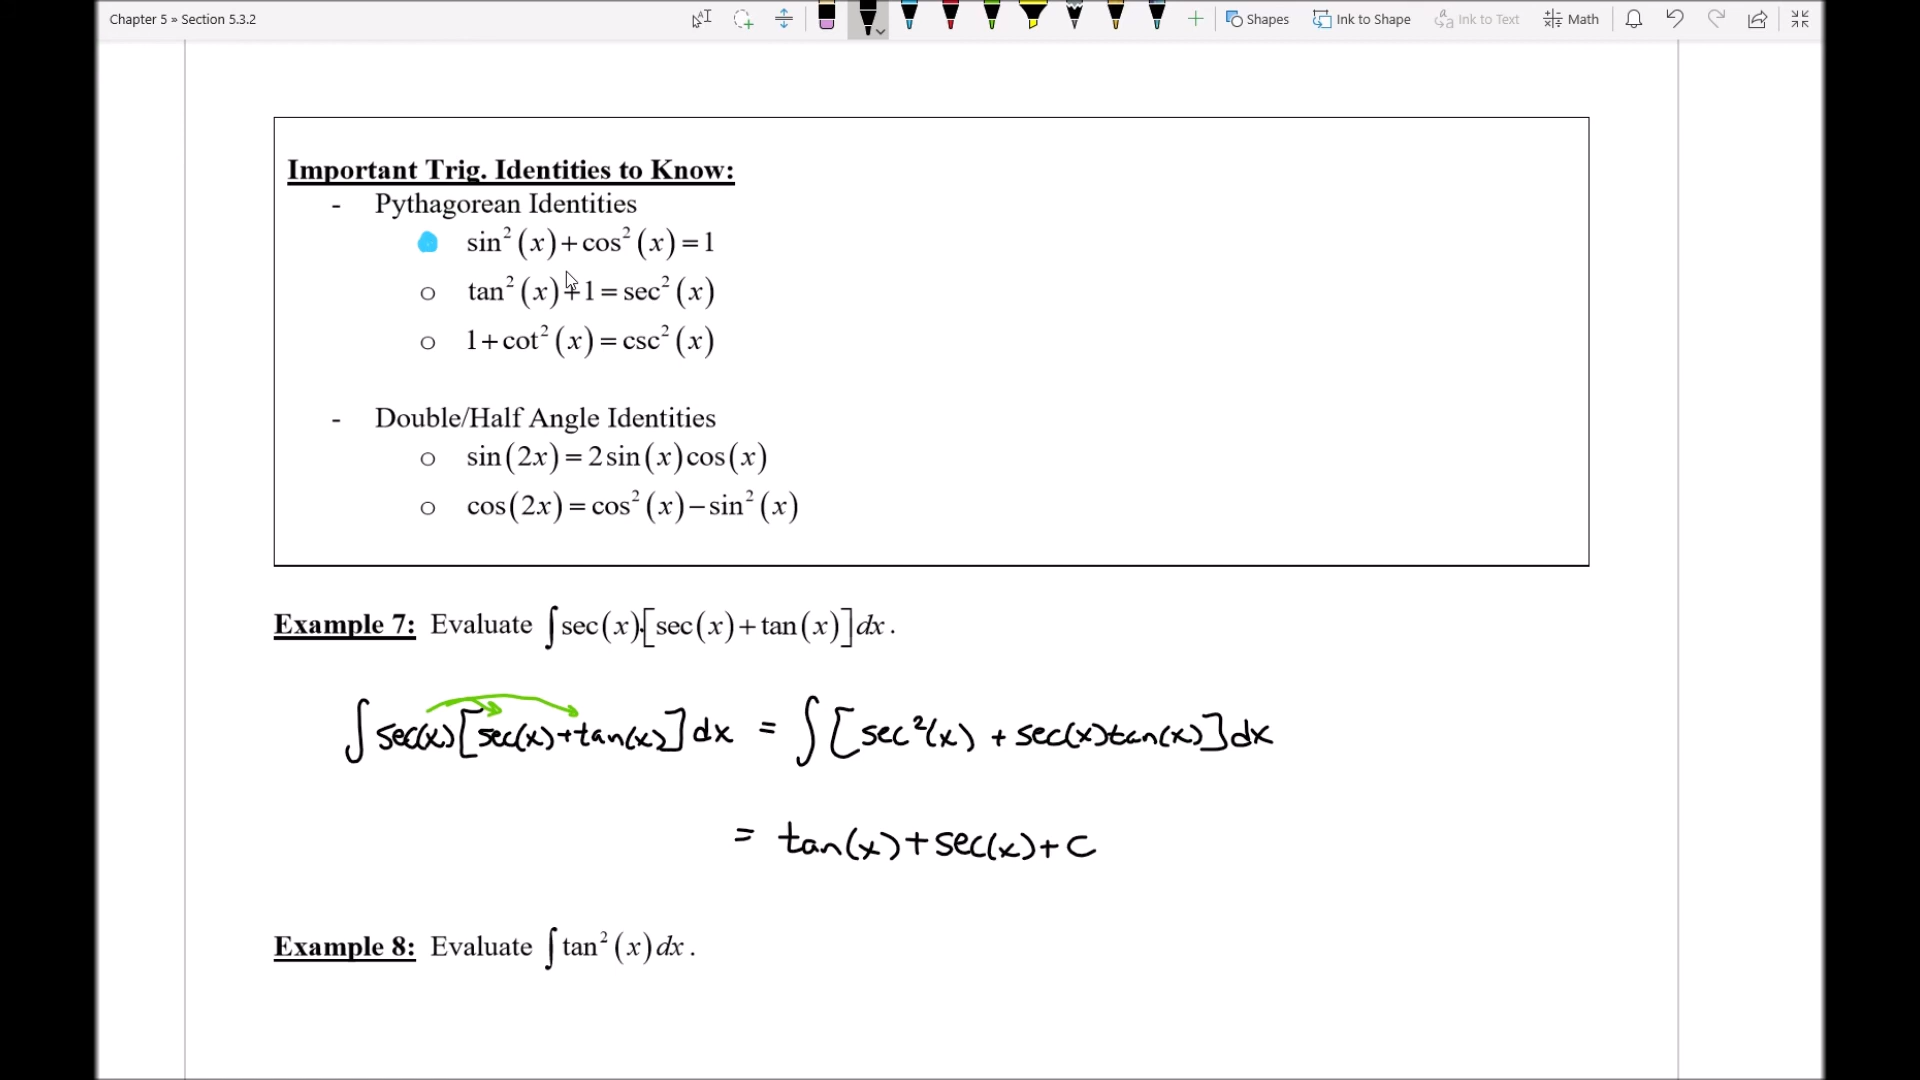 Chapter 5 » Section 5.3.2
Shapes Ink to Shape Ink to Text Math
Important Trig. Identities to Know:
- Pythagorean Identities
sin²(x)+cos²(x)=1
o tan²(x)+1=sec²(x)
o 1+cot²(x)=csc²(x)
- Double/Half Angle Identities
o sin(2x)=2sin(x)cos(x)
o cos(2x)=cos²(x)−sin²(x)
Example 7: Evaluate ∫sec(x)[sec(x)+tan(x)]dx.
∫sec(x)[sec(x)+tan(x)]dx = ∫[sec²(x) + sec(x)tan(x)]dx
= tan(x)+sec(x)+C
Example 8: Evaluate ∫tan²(x)dx.